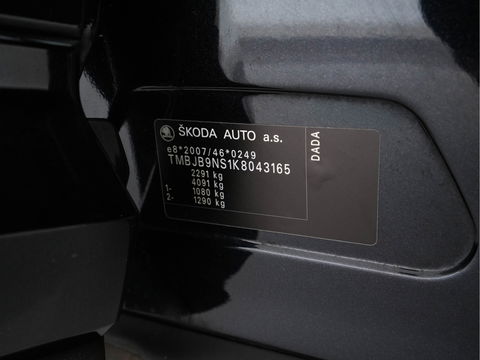 ŠKODA AUTO a.s.
e8*2007/46*0249
TMBJB9NS1K8043165
2291 kg
4091 kg
1- 1080 kg
2- 1290 kg
DADA